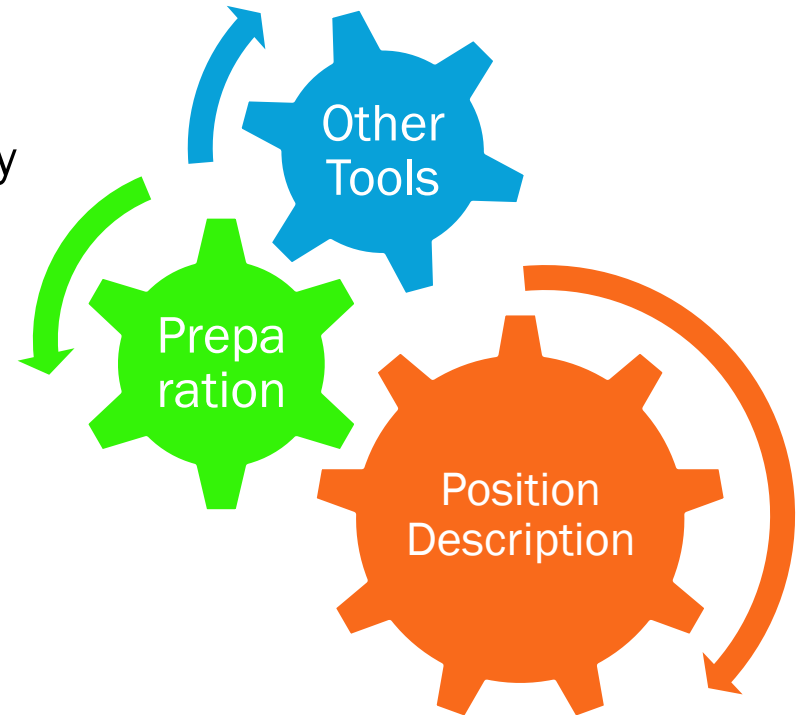 Other
Tools
y
Prepa
ration
Position
Description